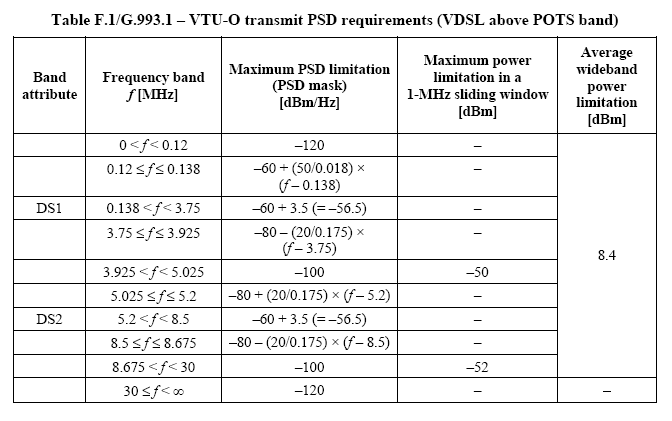 Table F.1/G.993.1 – VTU-O transmit PSD requirements (VDSL above POTS band)
Band attribute | Frequency band f [MHz] | Maximum PSD limitation (PSD mask) [dBm/Hz] | Maximum power limitation in a 1-MHz sliding window [dBm] | Average wideband power limitation [dBm]
0 < f < 0.12 | –120 | – | 8.4
0.12 ≤ f ≤ 0.138 | –60 + (50/0.018) × (f – 0.138) | –
DS1 | 0.138 < f < 3.75 | –60 + 3.5 (= –56.5) | –
3.75 ≤ f ≤ 3.925 | –80 – (20/0.175) × (f – 3.75) | –
3.925 < f < 5.025 | –100 | –50
5.025 ≤ f ≤ 5.2 | –80 + (20/0.175) × (f – 5.2) | –
DS2 | 5.2 < f < 8.5 | –60 + 3.5 (= –56.5) | –
8.5 ≤ f ≤ 8.675 | –80 – (20/0.175) × (f – 8.5) | –
8.675 < f < 30 | –100 | –52
30 ≤ f < ∞ | –120 | – | –